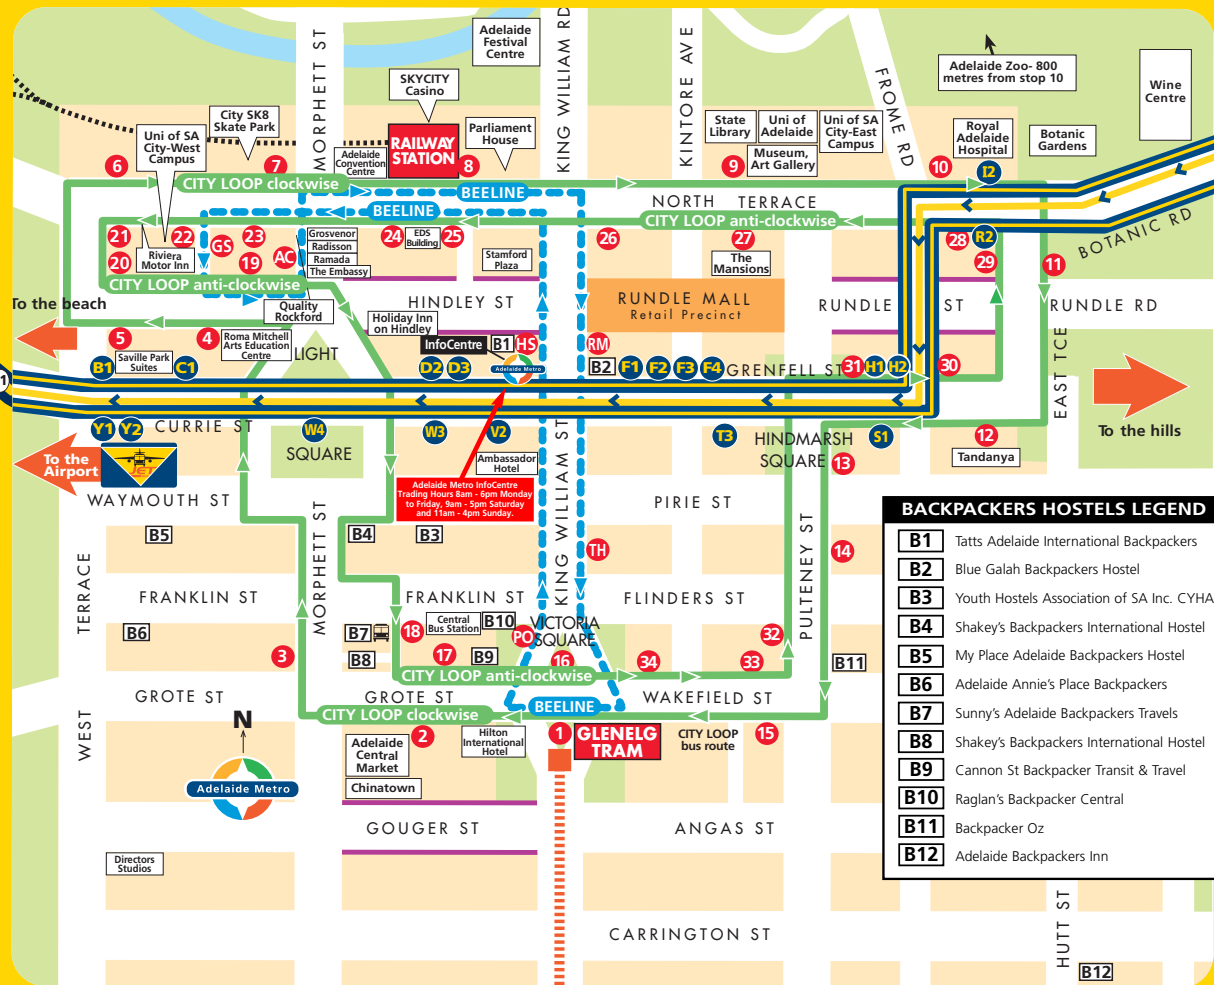 MORPHETT ST
KING WILLIAM RD
KINTORE AVE
FROME RD
Adelaide
Festival
Centre
Adelaide Zoo- 800
metres from stop 10
Wine
Centre
SKYCITY
Casino
City SK8
Skate Park
Uni of SA
City-West
Campus
RAILWAY
STATION
Parliament
House
Adelaide
Convention
Centre
State
Library
Uni of
Adelaide
Uni of SA
City-East
Campus
Museum,
Art Gallery
Royal
Adelaide
Hospital
Botanic
Gardens
6
7
8
9
10
I2
CITY LOOP clockwise
BEELINE
BEELINE
NORTH TERRACE
CITY LOOP anti-clockwise
BOTANIC RD
21
22
GS
23
AC
20
19
Riviera
Motor Inn
Grosvenor
Radisson
Ramada
The Embassy
24
EDS
Building
25
Stamford
Plaza
26
27
The
Mansions
28
R2
29
11
CITY LOOP anti-clockwise
To the beach
Quality
Rockford
HINDLEY ST
RUNDLE MALL
Retail Precinct
RUNDLE ST
RUNDLE RD
Holiday Inn
on Hindley
5
4
Saville Park
Suites
Roma Mitchell
Arts Education
Centre
LIGHT
InfoCentre
B1
HS
RM
Adelaide Metro
B1
C1
D2
D3
B2
F1
F2
F3
F4
GRENFELL ST
31
H1
H2
30
EAST TCE
1
Y1
Y2
CURRIE ST
W4
W3
V2
T3
HINDMARSH
SQUARE
S1
12
Tandanya
13
To the hills
To the
Airport
JET
SQUARE
Ambassador
Hotel
Adelaide Metro InfoCentre
Trading Hours 8am - 6pm Monday
to Friday, 9am - 5pm Saturday
and 11am - 4pm Sunday.
WAYMOUTH ST
PIRIE ST
KING WILLIAM ST
MORPHETT ST
PULTENEY ST
B5
B4
B3
TH
14
WEST TERRACE
FRANKLIN ST
FRANKLIN ST
FLINDERS ST
B6
B7
18
Central
Bus Station
B10
PO
VICTORIA
SQUARE
32
3
B8
17
B9
16
34
33
B11
CITY LOOP anti-clockwise
GROTE ST
GROTE ST
BEELINE
WAKEFIELD ST
CITY LOOP clockwise
N
Adelaide Metro
2
Adelaide
Central
Market
Chinatown
Hilton
International
Hotel
1
GLENELG
TRAM
CITY LOOP
bus route
15
GOUGER ST
ANGAS ST
Directors
Studios
CARRINGTON ST
HUTT ST
B12
BACKPACKERS HOSTELS LEGEND
B1 Tatts Adelaide International Backpackers
B2 Blue Galah Backpackers Hostel
B3 Youth Hostels Association of SA Inc. CYHA
B4 Shakey's Backpackers International Hostel
B5 My Place Adelaide Backpackers Hostel
B6 Adelaide Annie's Place Backpackers
B7 Sunny's Adelaide Backpackers Travels
B8 Shakey's Backpackers International Hostel
B9 Cannon St Backpacker Transit & Travel
B10 Raglan's Backpacker Central
B11 Backpacker Oz
B12 Adelaide Backpackers Inn